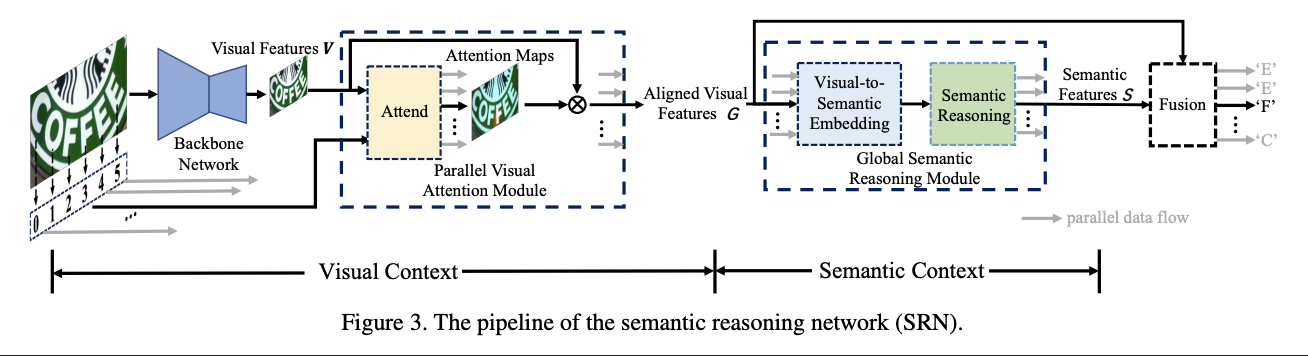 COFFEE
0 1 2 3 4 5
...
Backbone
Network
Visual Features V
COFFEE
Attend
Attention Maps
COFFEE
Parallel Visual
Attention Module
Aligned Visual
Features G
Visual-to-
Semantic
Embedding
Semantic
Reasoning
Global Semantic
Reasoning Module
Semantic
Features S
Fusion
‘E’
‘E’
‘F’
‘C’
parallel data flow
Visual Context
Semantic Context
Figure 3. The pipeline of the semantic reasoning network (SRN).